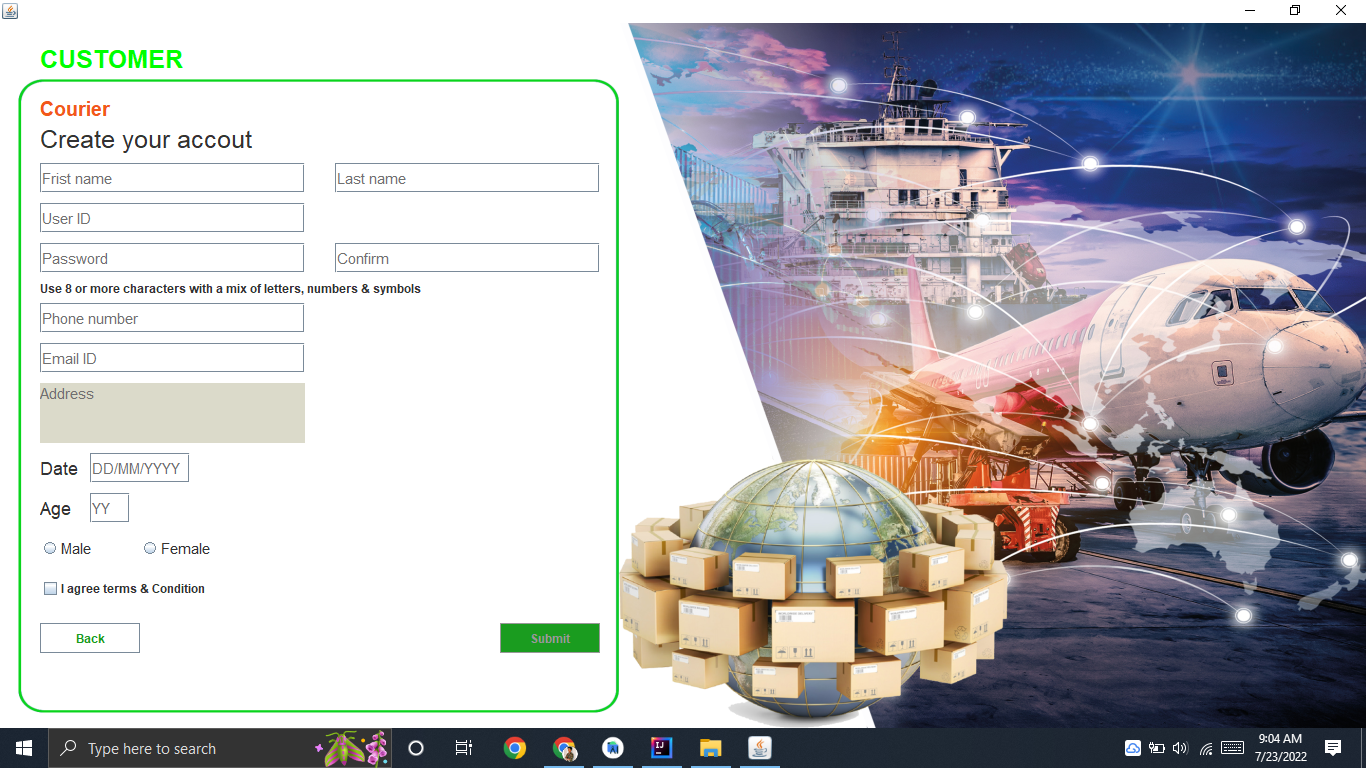 CUSTOMER
Courier
Create your accout
Frist name Last name
User ID
Password Confirm
Use 8 or more characters with a mix of letters, numbers & symbols
Phone number
Email ID
Address
Date DD/MM/YYYY
Age YY
Male Female
I agree terms & Condition
Back Submit
Type here to search
9:04 AM
7/23/2022